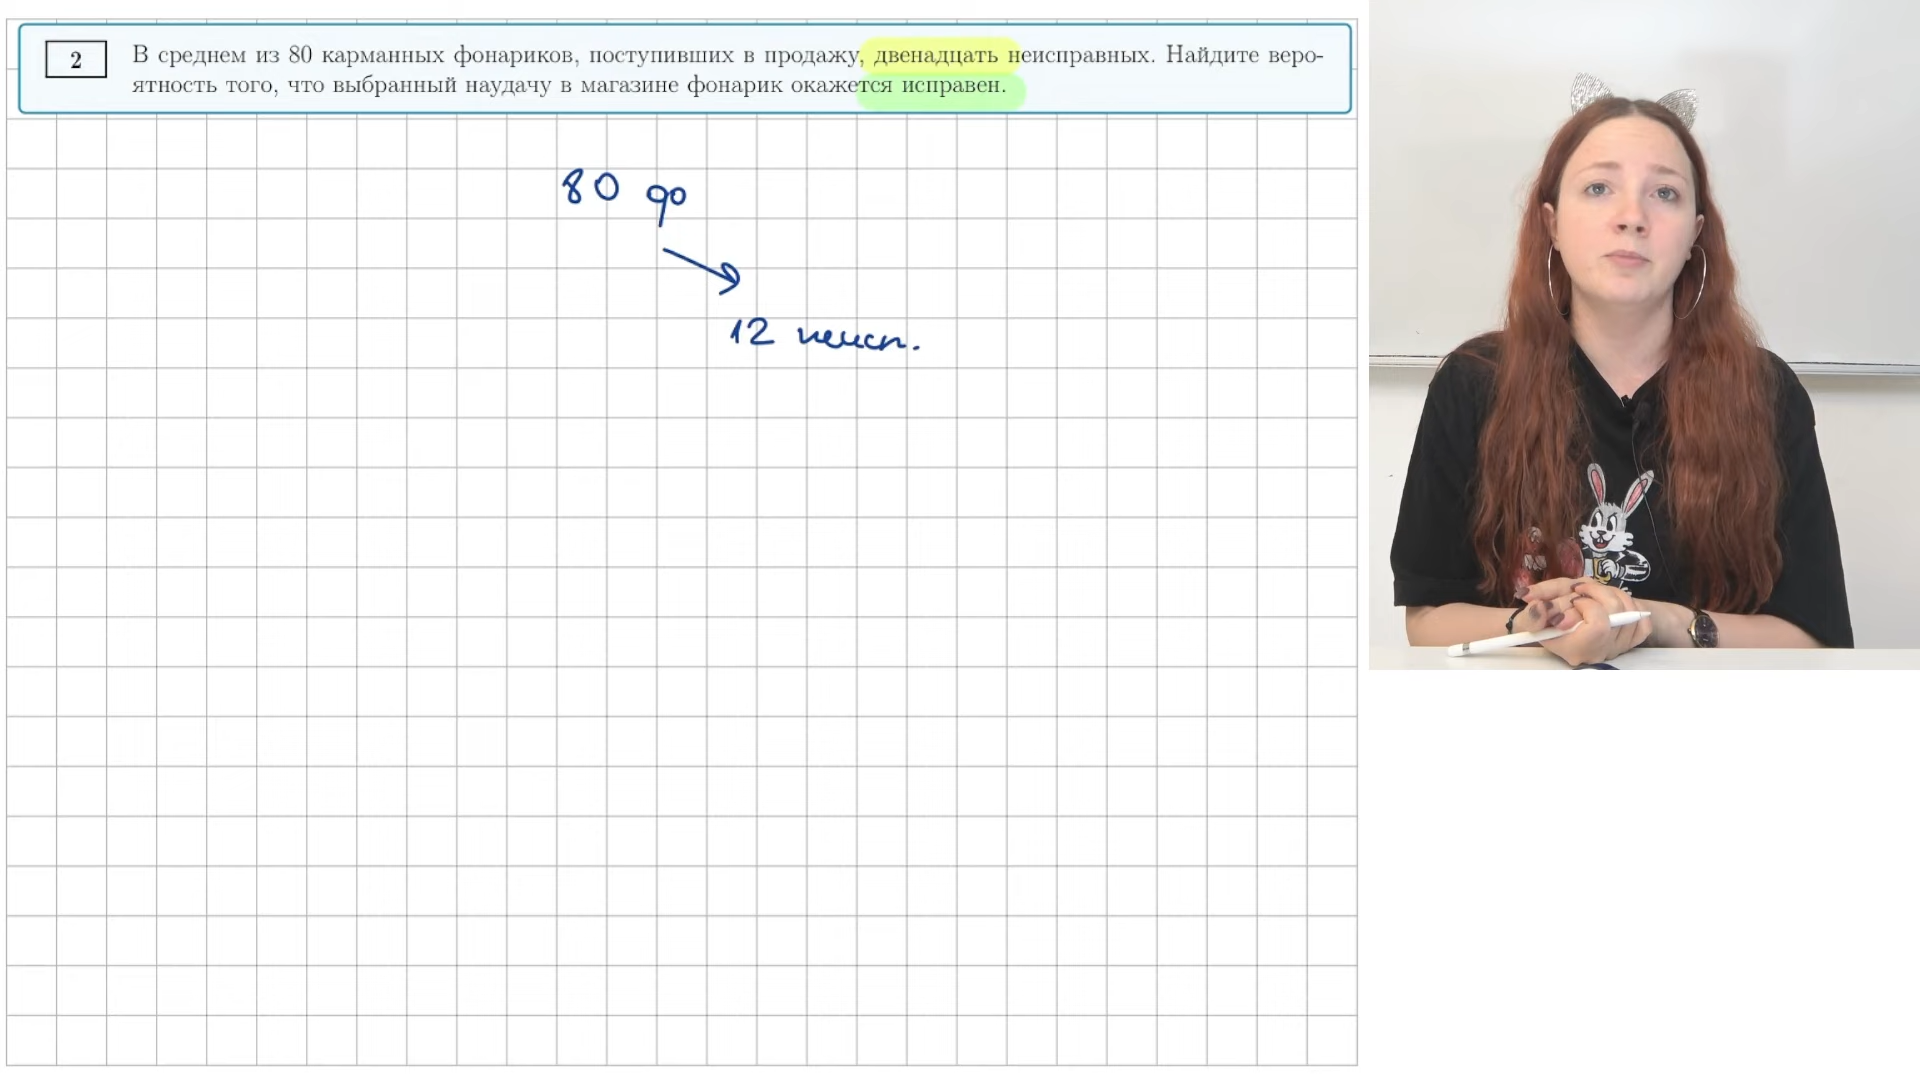 2
В среднем из 80 карманных фонариков, поступивших в продажу, двенадцать неисправных. Найдите веро-
ятность того, что выбранный наудачу в магазине фонарик окажется исправен.
80 фо
12 неисп.